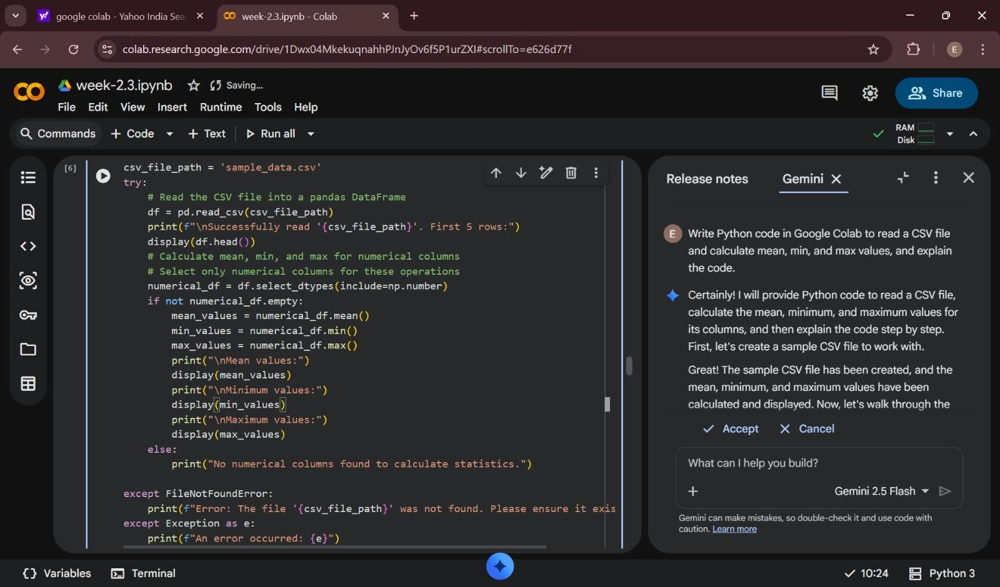 google colab - Yahoo India Sea
week-2.3.ipynb - Colab
colab.research.google.com/drive/1Dwx04MkekuqnahhPJnJyOv6f5P1urZXI#scrollTo=e626d77f
E
week-2.3.ipynb
Saving...
File Edit View Insert Runtime Tools Help
Share
Commands + Code + Text Run all
RAM
Disk
[6]
csv_file_path = 'sample_data.csv'
try:
# Read the CSV file into a pandas DataFrame
df = pd.read_csv(csv_file_path)
print(f"\nSuccessfully read '{csv_file_path}'. First 5 rows:")
display(df.head())
# Calculate mean, min, and max for numerical columns
# Select only numerical columns for these operations
numerical_df = df.select_dtypes(include=np.number)
if not numerical_df.empty:
mean_values = numerical_df.mean()
min_values = numerical_df.min()
max_values = numerical_df.max()
print("\nMean values:")
display(mean_values)
print("\nMinimum values:")
display(min_values)
print("\nMaximum values:")
display(max_values)
else:
print("No numerical columns found to calculate statistics.")
except FileNotFoundError:
print(f"Error: The file '{csv_file_path}' was not found. Please ensure it exis
except Exception as e:
print(f"An error occurred: {e}")
Release notes
Gemini
E
Write Python code in Google Colab to read a CSV file
and calculate mean, min, and max values, and explain
the code.
Certainly! I will provide Python code to read a CSV file,
calculate the mean, minimum, and maximum values for
its columns, and then explain the code step by step.
First, let's create a sample CSV file to work with.
Great! The sample CSV file has been created, and the
mean, minimum, and maximum values have been
calculated and displayed. Now, let's walk through the
Accept
Cancel
What can I help you build?
Gemini 2.5 Flash
Gemini can make mistakes, so double-check it and use code with
caution. Learn more
Variables
Terminal
10:24
Python 3